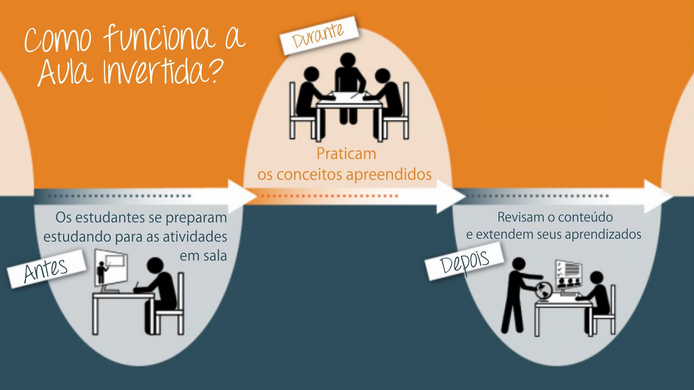 Como funciona a
Aula Invertida?
Durante
Praticam
os conceitos apreendidos
Os estudantes se preparam
estudando para as atividades
em sala
Antes
Revisam o conteúdo
e extendem seus aprendizados
Depois